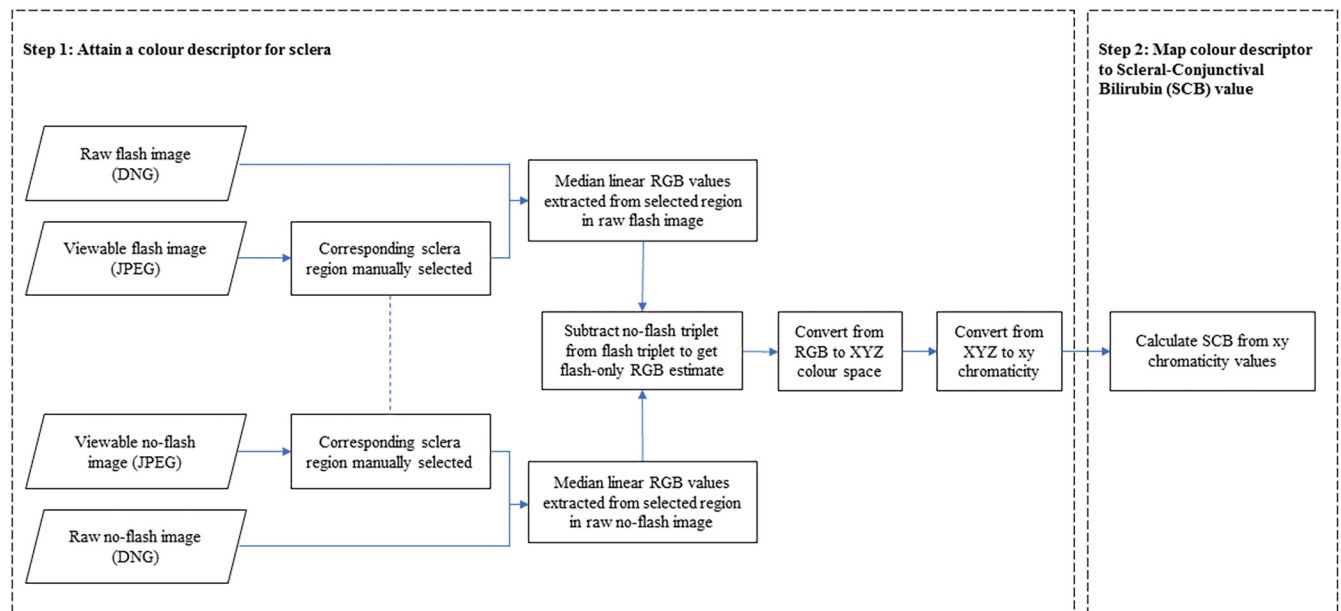 Step 1: Attain a colour descriptor for sclera
Raw flash image
(DNG)
Viewable flash image
(JPEG)
Corresponding sclera
region manually selected
Median linear RGB values
extracted from selected region
in raw flash image
Subtract no-flash triplet
from flash triplet to get
flash-only RGB estimate
Convert from
RGB to XYZ
colour space
Convert from
XYZ to xy
chromaticity
Viewable no-flash
image (JPEG)
Corresponding sclera
region manually selected
Raw no-flash image
(DNG)
Median linear RGB values
extracted from selected region
in raw no-flash image
Step 2: Map colour descriptor
to Scleral-Conjunctival
Bilirubin (SCB) value
Calculate SCB from xy
chromaticity values